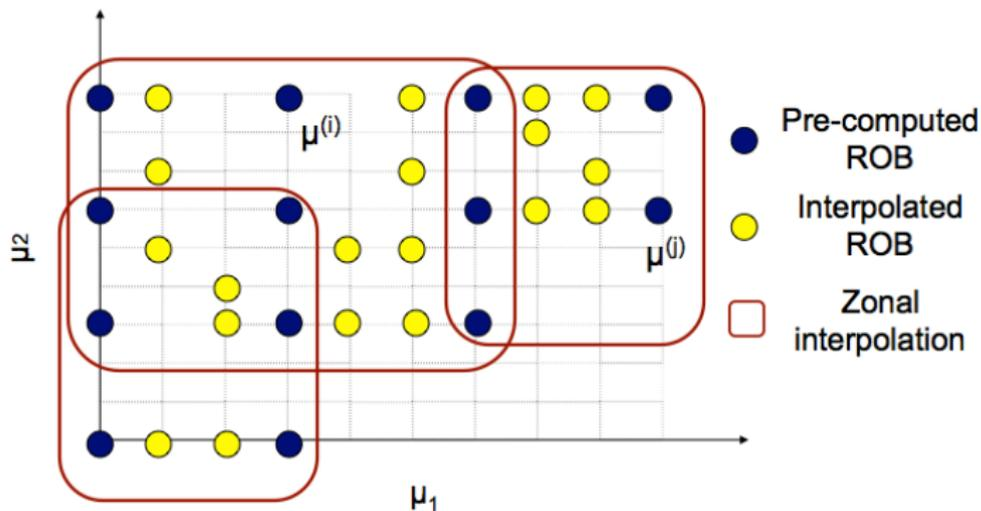 μ(i)
μ(j)
μ2
μ1
Pre-computed
ROB
Interpolated
ROB
Zonal
interpolation